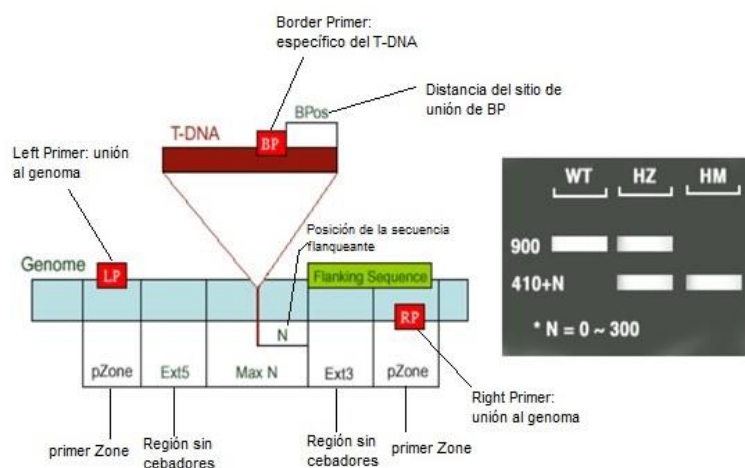 Border Primer:
específico del T-DNA
Distancia del sitio de
unión de BP
BPos
T-DNA
BP
Left Primer: unión
al genoma
Posición de la secuencia
flanqueante
Genome
LP
Flanking Sequence
RP
N
pZone
Ext5
Max N
Ext3
pZone
primer Zone
Región sin
cebadores
Región sin
cebadores
primer Zone
Right Primer:
unión al genoma
WT
HZ
HM
900
410+N
* N = 0 ~ 300